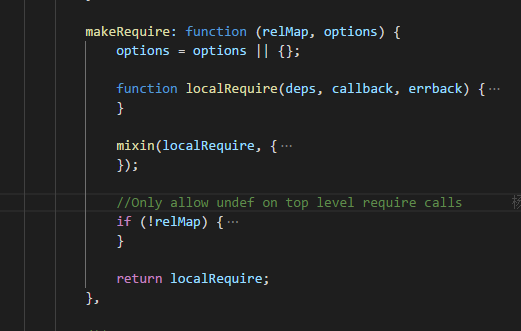 makeRequire: function (relMap, options) {
options = options || {};
function localRequire(deps, callback, errback) {⋯
}
mixin(localRequire, {⋯
});
//Only allow undef on top level require calls
if (!relMap) {⋯
}
return localRequire;
},